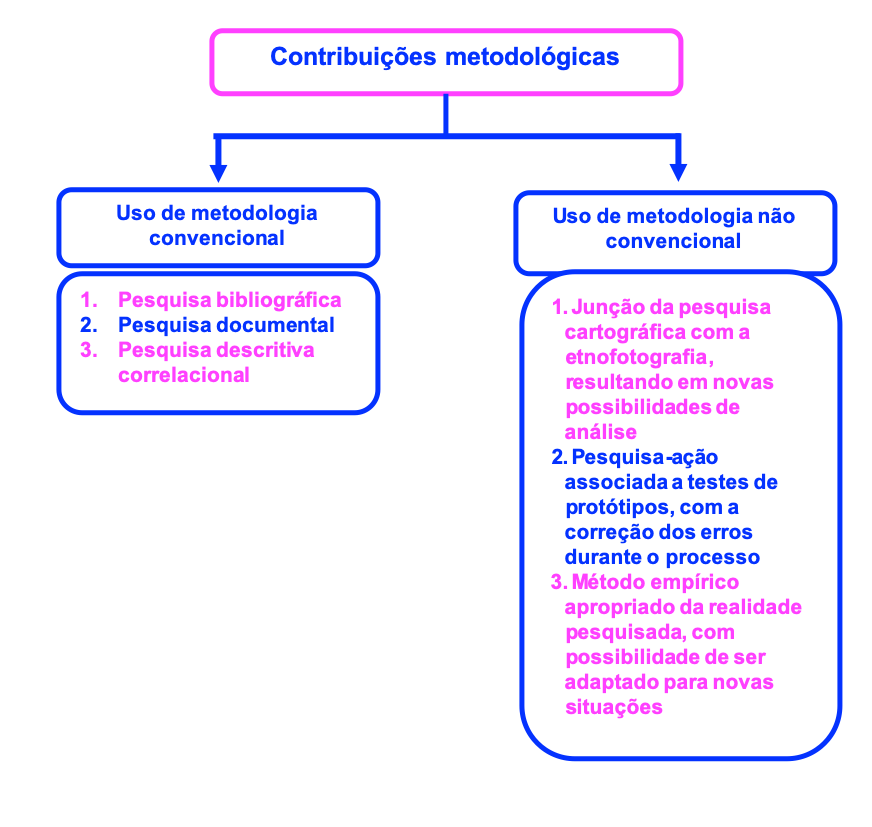 Contribuições metodológicas
Uso de metodologia
convencional
1. Pesquisa bibliográfica
2. Pesquisa documental
3. Pesquisa descritiva
correlacional
Uso de metodologia não
convencional
1. Junção da pesquisa
cartográfica com a
etnofotografia,
resultando em novas
possibilidades de
análise
2. Pesquisa-ação
associada a testes de
protótipos, com a
correção dos erros
durante o processo
3. Método empírico
apropriado da realidade
pesquisada, com
possibilidade de ser
adaptado para novas
situações